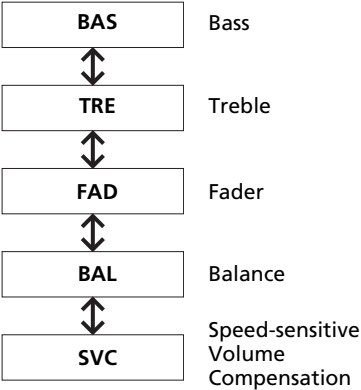 BAS Bass
TRE Treble
FAD Fader
BAL Balance
SVC Speed-sensitive
Volume
Compensation